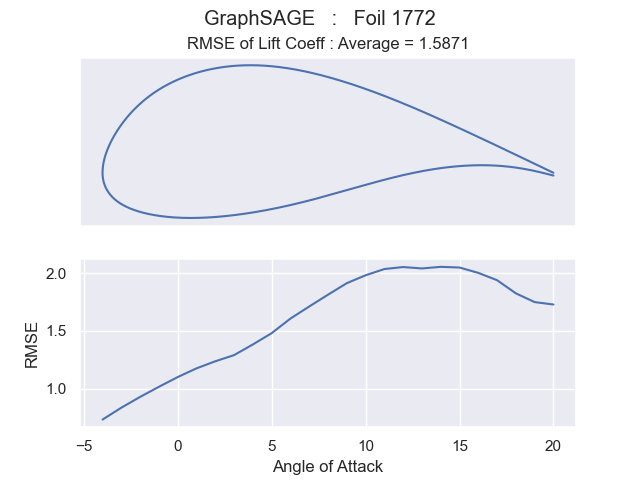 GraphSAGE   :   Foil 1772
RMSE of Lift Coeff : Average = 1.5871
2.0
1.5
1.0
RMSE
−5 0 5 10 15 20
Angle of Attack